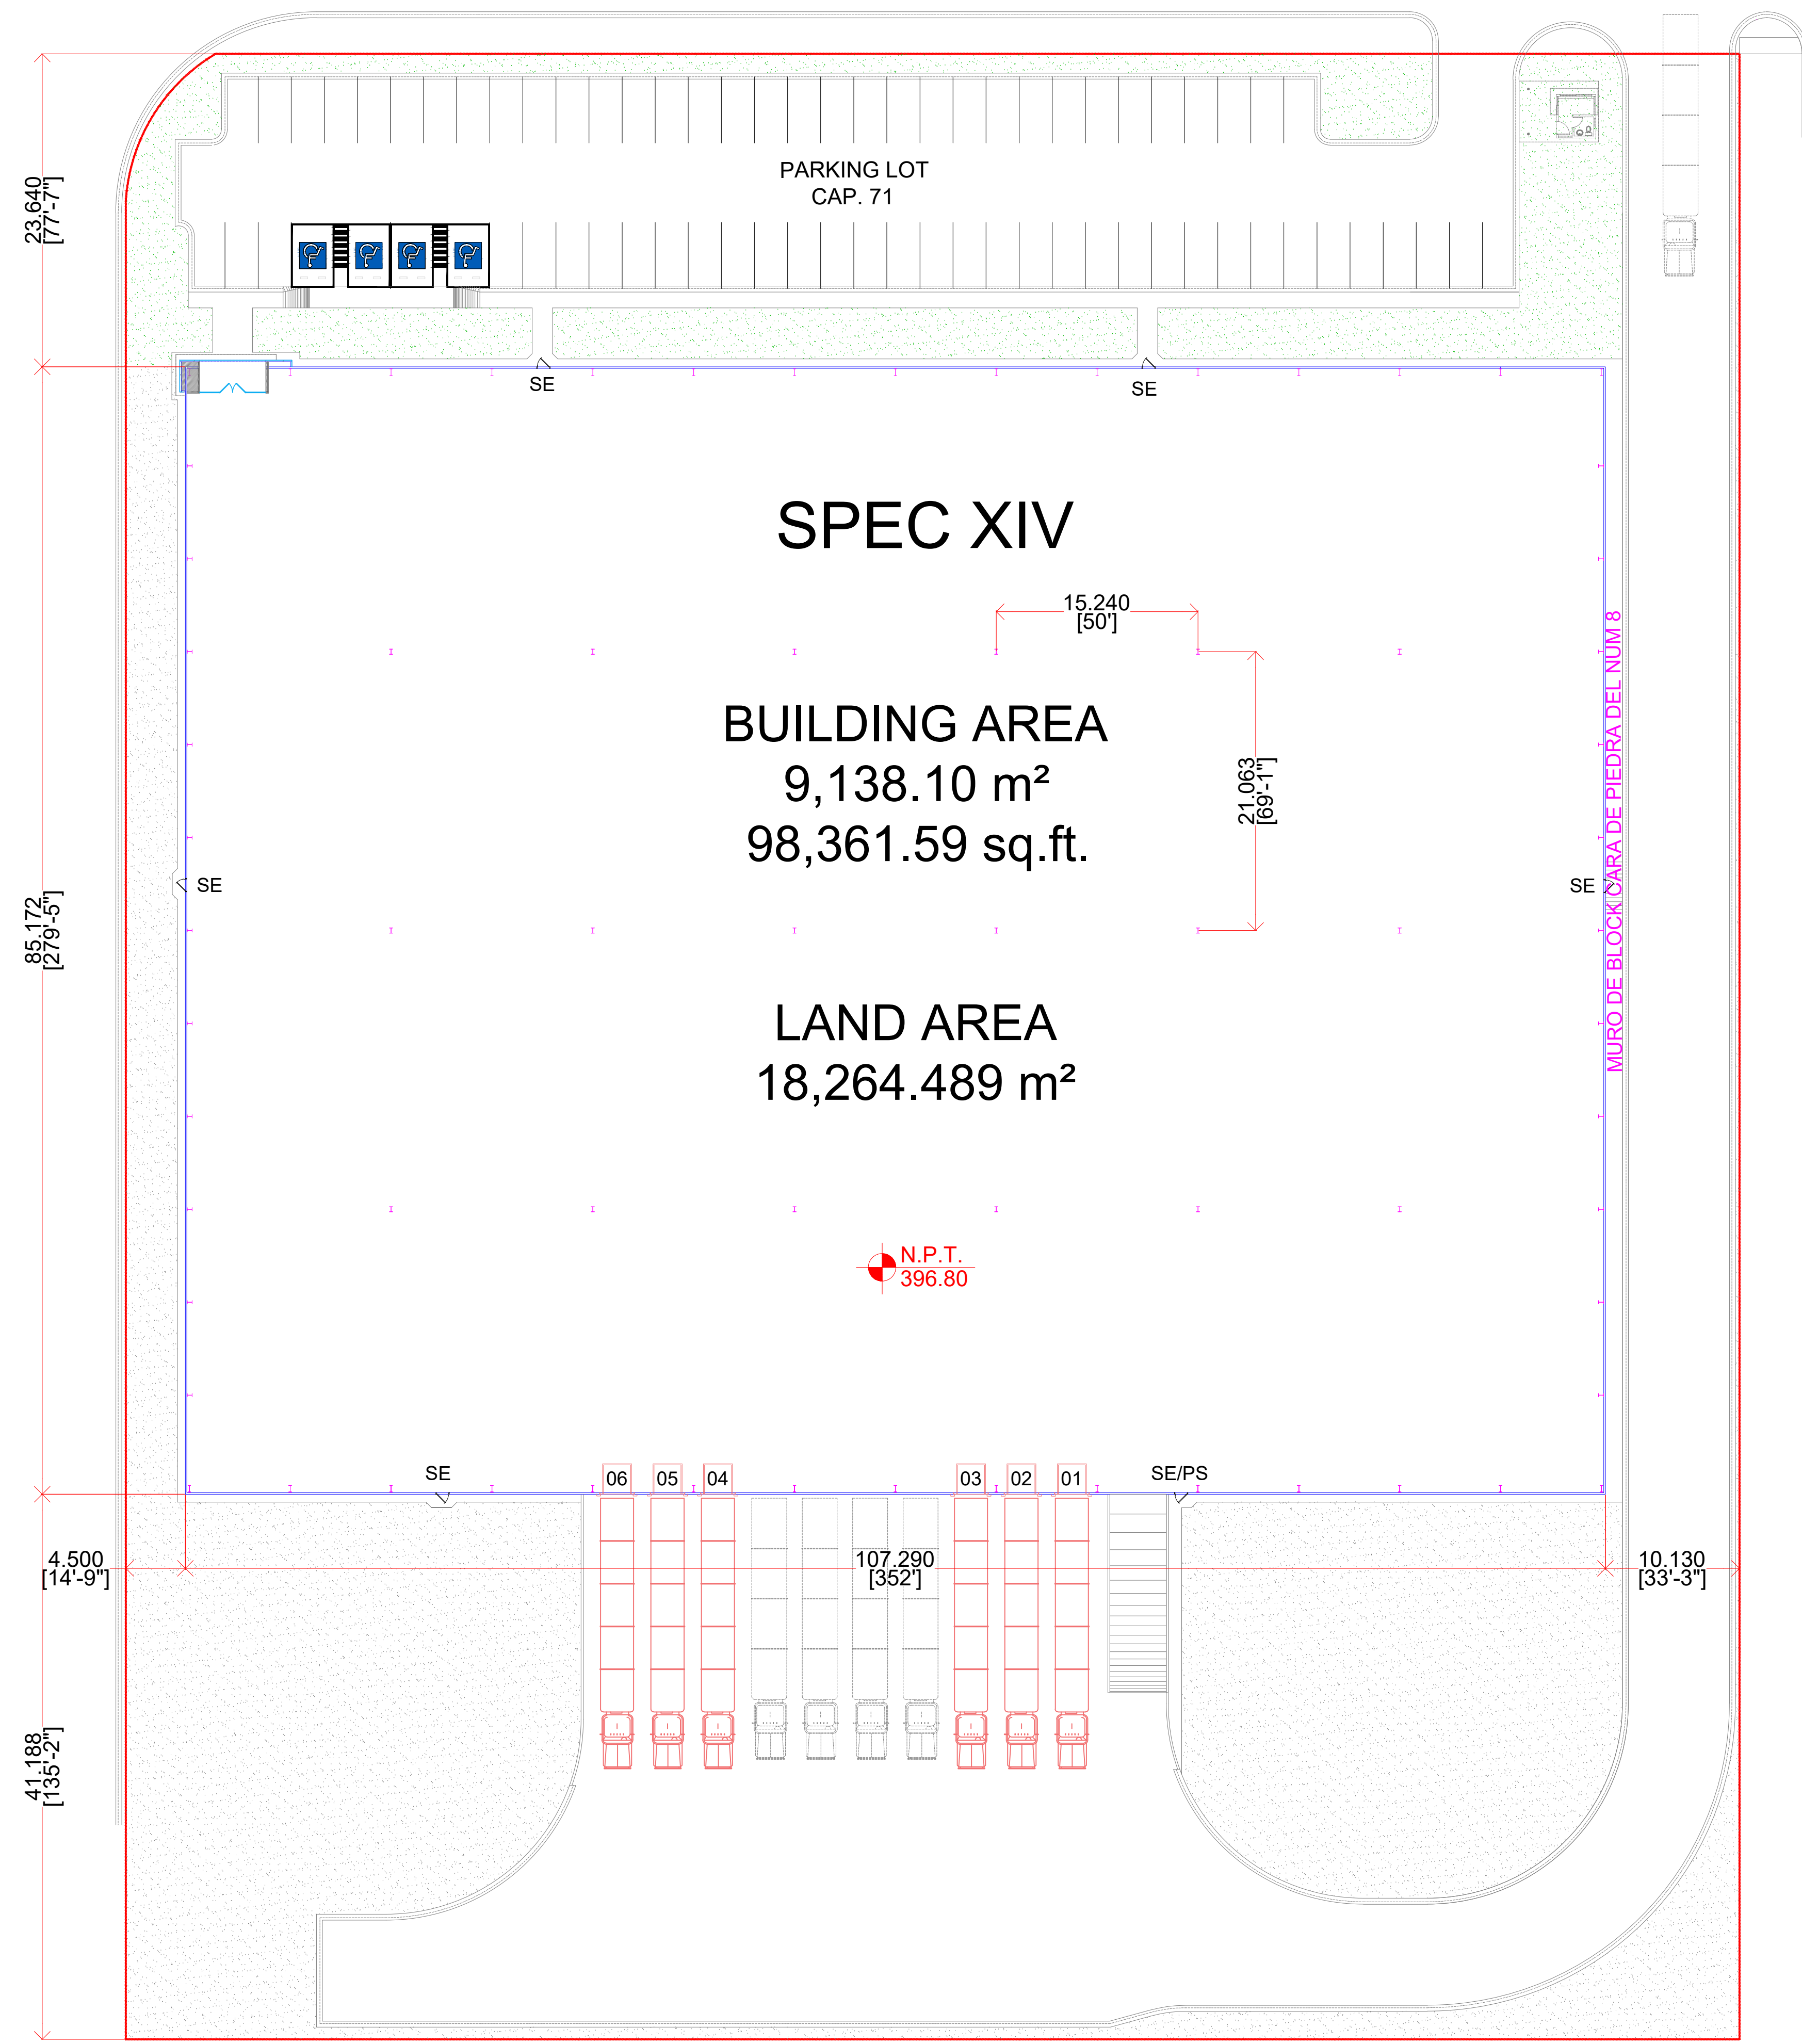 PARKING LOT
CAP. 71
23.640
[77'-7"]
SE
SE
SPEC XIV
15.240
[50']
BUILDING AREA
9,138.10 m²
98,361.59 sq.ft.
21.063
[69'-1"]
MURO DE BLOCK CARA DE PIEDRA DEL NUM 8
SE
SE
85.172
[279'-5"]
LAND AREA
18,264.489 m²
N.P.T.
396.80
SE
06
05
04
03
02
01
SE/PS
4.500
[14'-9"]
107.290
[352']
10.130
[33'-3"]
41.188
[135'-2"]